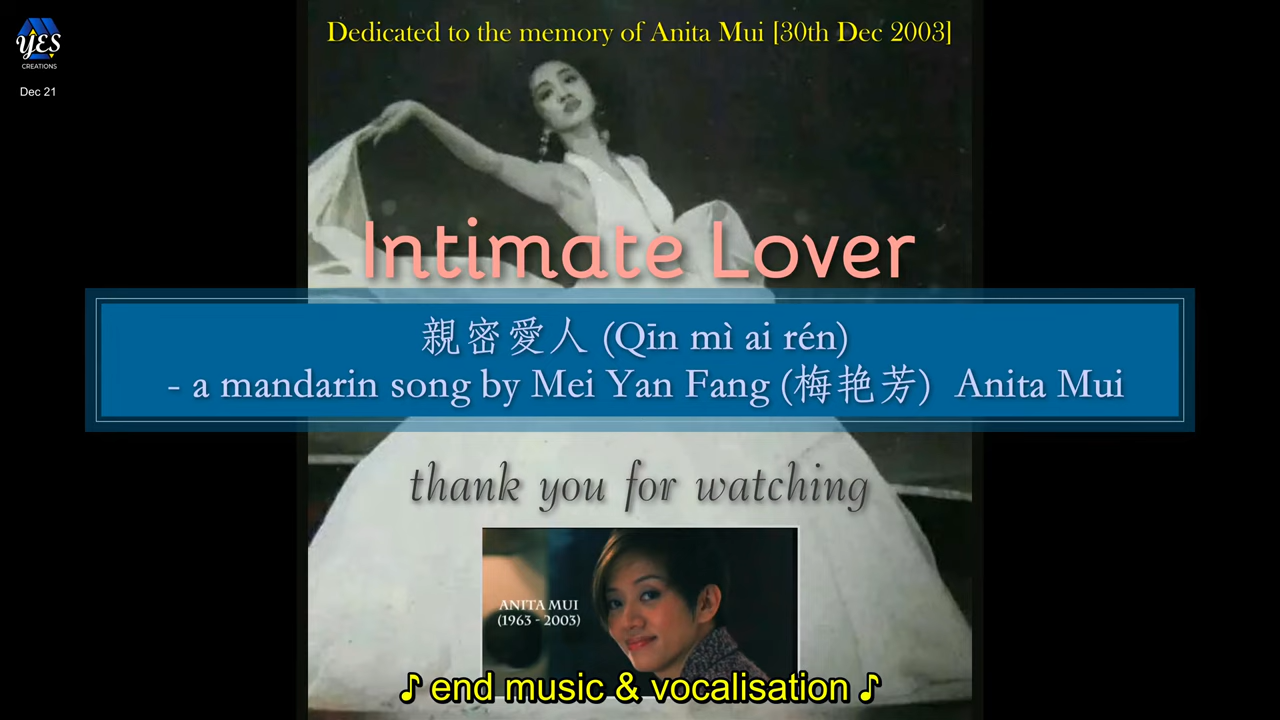 YES
CREATIONS
Dec 21
Dedicated to the memory of Anita Mui [30th Dec 2003]
Intimate Lover
親密愛人 (Qīn mì ai rén)
- a mandarin song by Mei Yan Fang (梅艳芳) Anita Mui
thank you for watching
ANITA MUI
(1963 - 2003)
♪ end music & vocalisation ♪